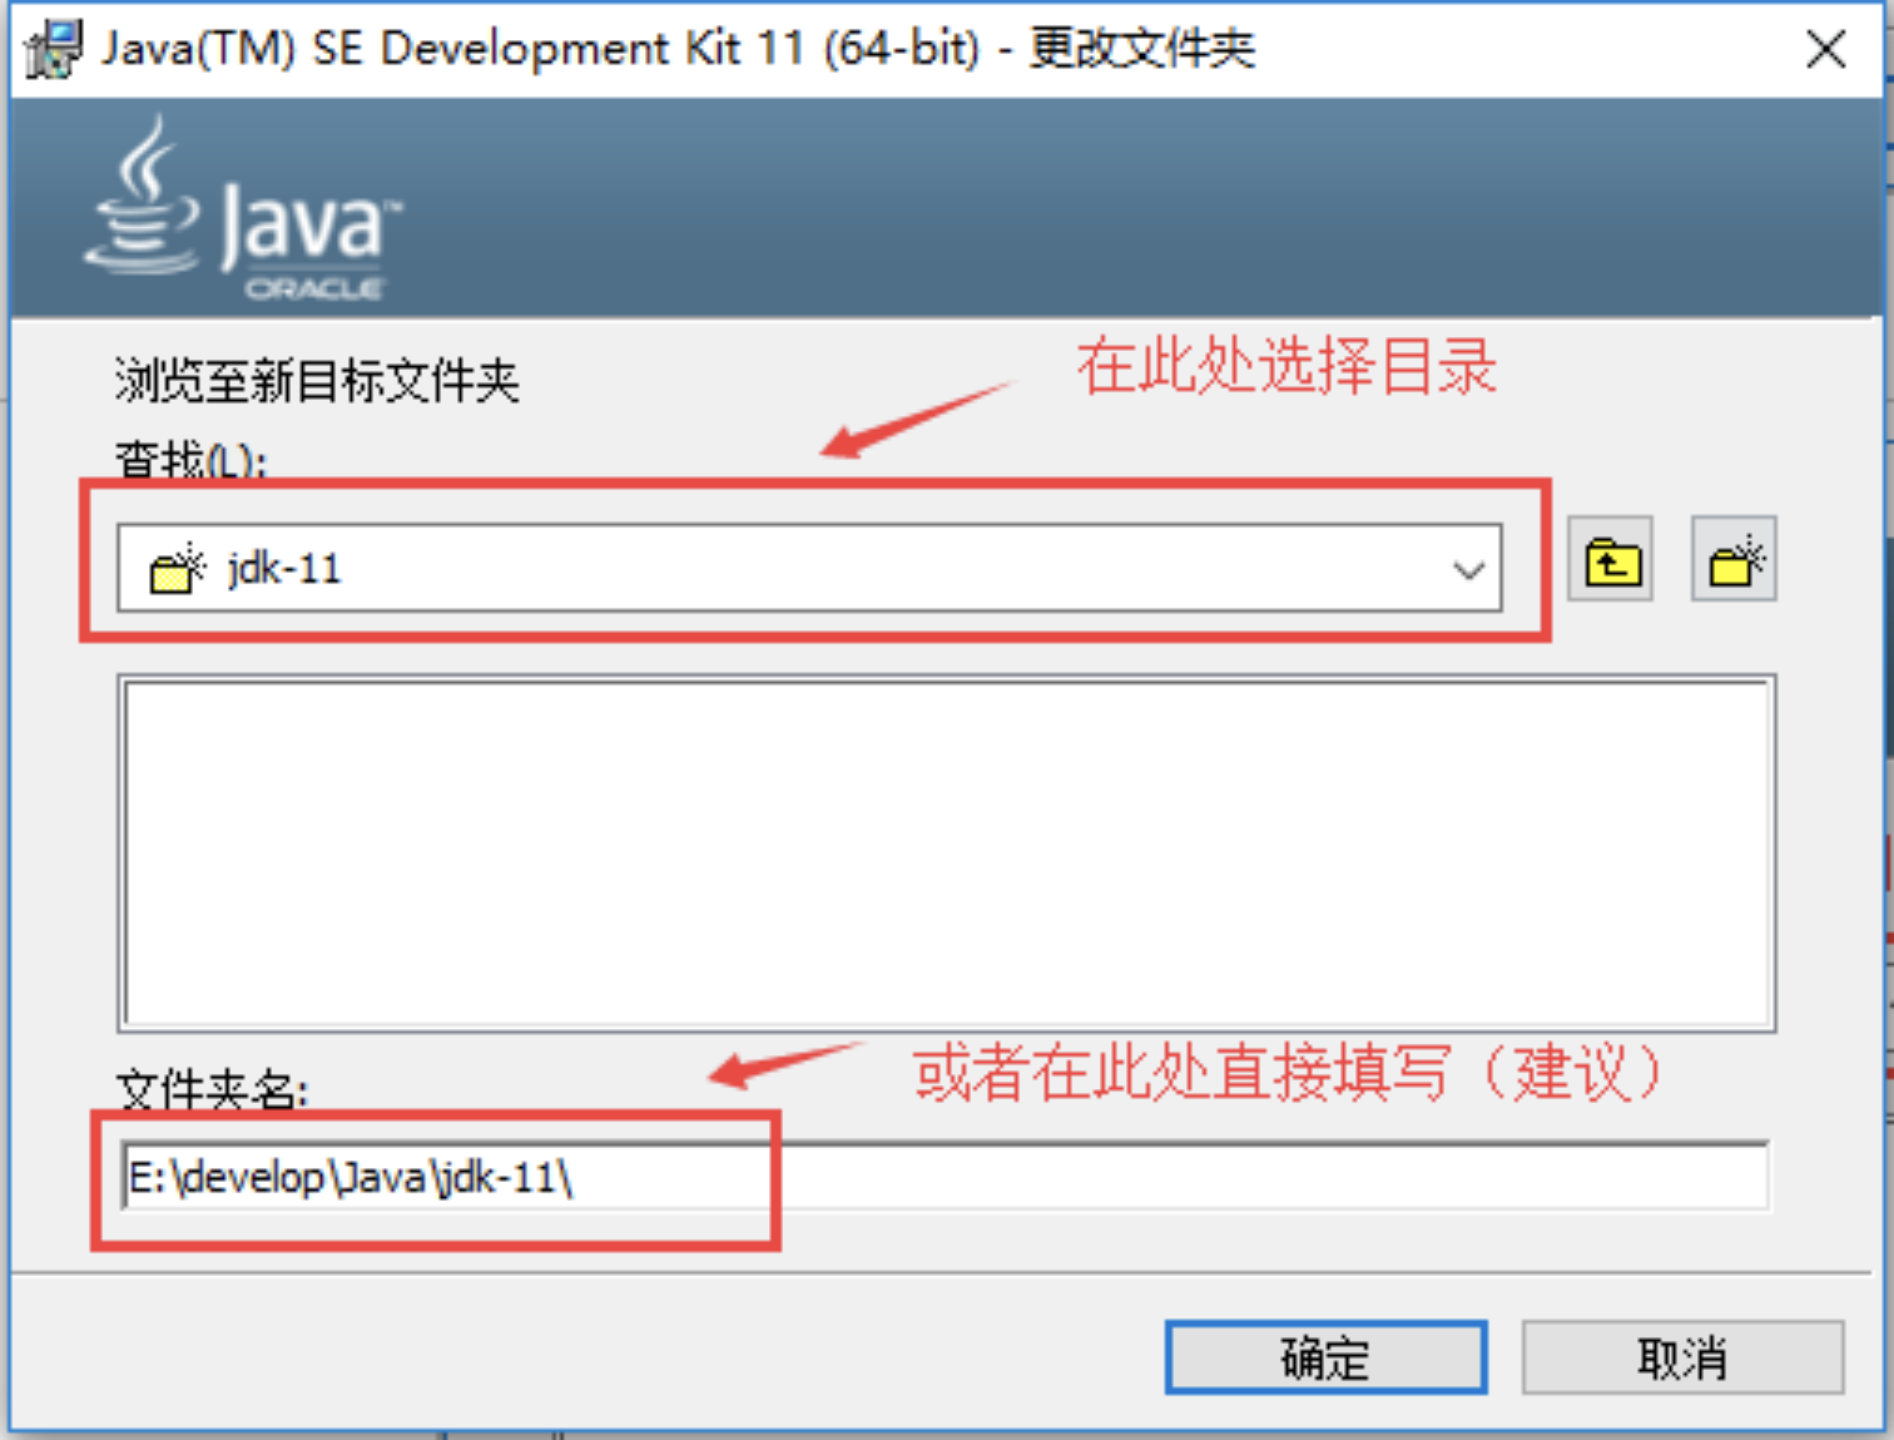 Java(TM) SE Development Kit 11 (64-bit) - 更改文件夹
Java™
ORACLE
在此处选择目录
浏览至新目标文件夹
查找(L):
jdk-11
或者在此处直接填写（建议）
文件夹名:
E:\develop\Java\jdk-11\
确定
取消